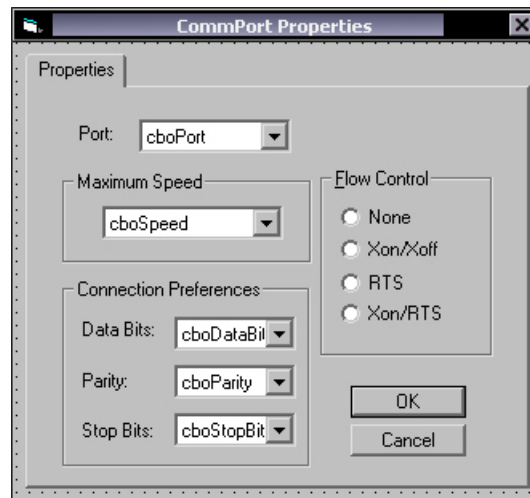 CommPort Properties
Properties
Port: cboPort
Maximum Speed
cboSpeed
Flow Control
None
Xon/Xoff
RTS
Xon/RTS
Connection Preferences
Data Bits: cboDataBit
Parity: cboParity
Stop Bits: cboStopBit
OK
Cancel